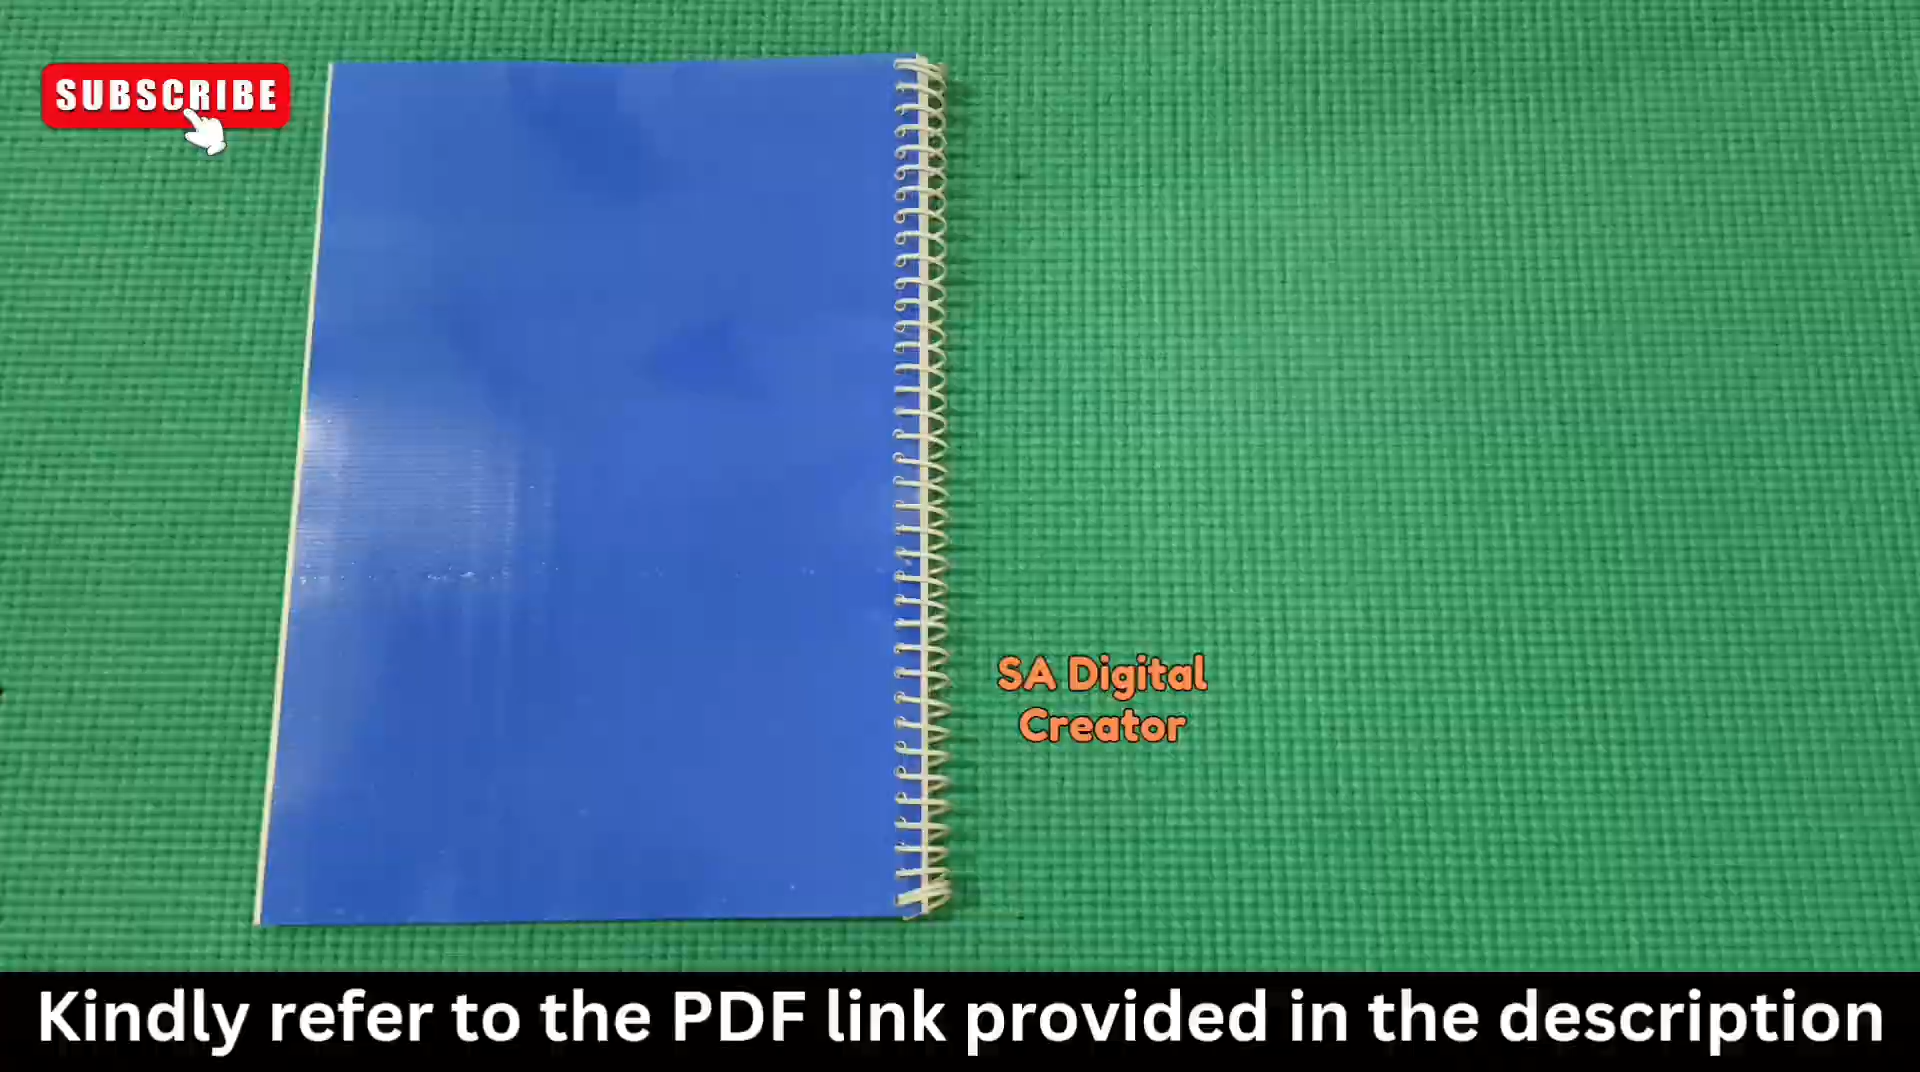 SUBSCRIBE
SA Digital
Creator
Kindly refer to the PDF link provided in the description